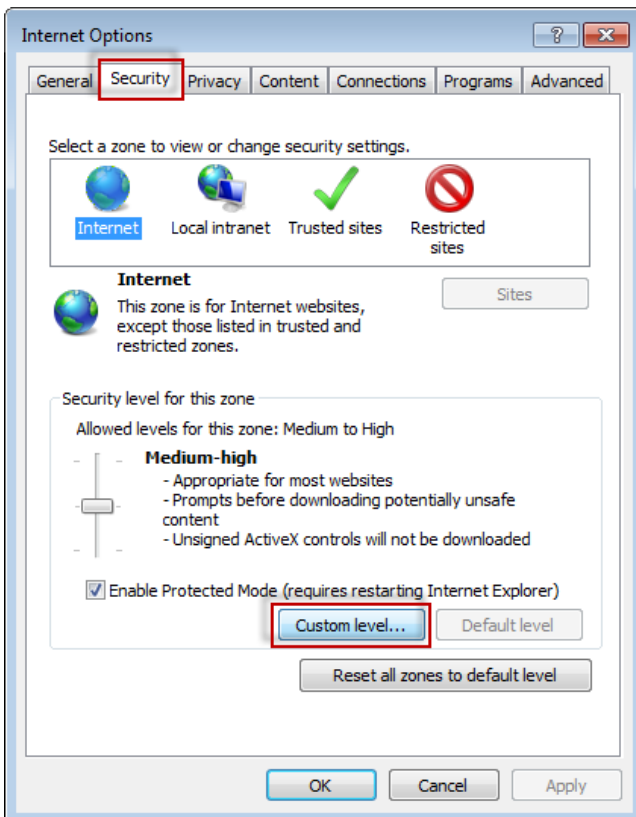 Internet Options
General Security Privacy Content Connections Programs Advanced
Select a zone to view or change security settings.
Internet Local intranet Trusted sites Restricted
sites
Internet
Sites
This zone is for Internet websites,
except those listed in trusted and
restricted zones.
Security level for this zone
Allowed levels for this zone: Medium to High
Medium-high
- Appropriate for most websites
- Prompts before downloading potentially unsafe
content
- Unsigned ActiveX controls will not be downloaded
Enable Protected Mode (requires restarting Internet Explorer)
Custom level... Default level
Reset all zones to default level
OK Cancel Apply